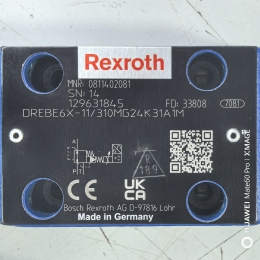 Rexroth
MNR: 0811402081
SN: 14
129631845 FD: 33808 7081
DREBE6X-11/310MG24K31A1M
R
189
CE UK
CA
Bosch Rexroth AG D-97816 Lohr
Made in Germany
HUAWEI Mate60 Pro | XMAGE